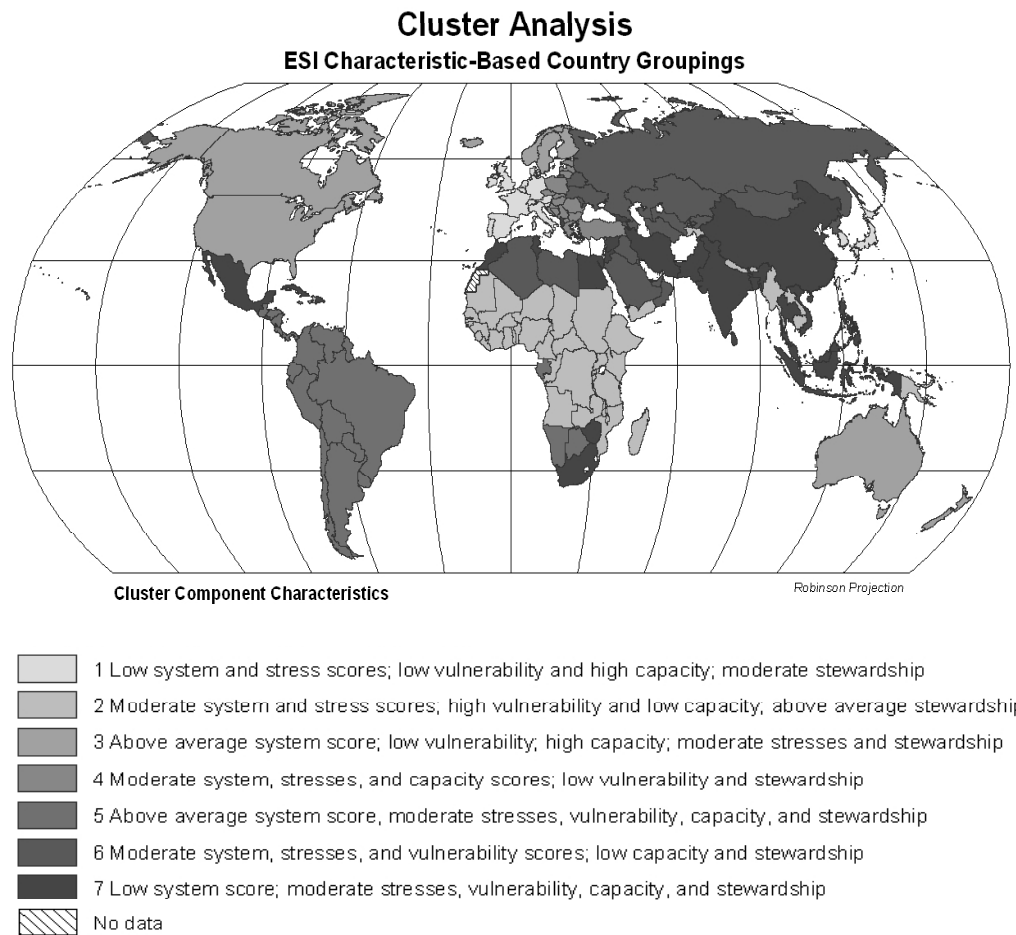 Cluster Analysis
ESI Characteristic-Based Country Groupings
Cluster Component Characteristics
Robinson Projection
1 Low system and stress scores; low vulnerability and high capacity; moderate stewardship
2 Moderate system and stress scores; high vulnerability and low capacity; above average stewardship
3 Above average system score; low vulnerability; high capacity; moderate stresses and stewardship
4 Moderate system, stresses, and capacity scores; low vulnerability and stewardship
5 Above average system score, moderate stresses, vulnerability, capacity, and stewardship
6 Moderate system, stresses, and vulnerability scores; low capacity and stewardship
7 Low system score; moderate stresses, vulnerability, capacity, and stewardship
No data